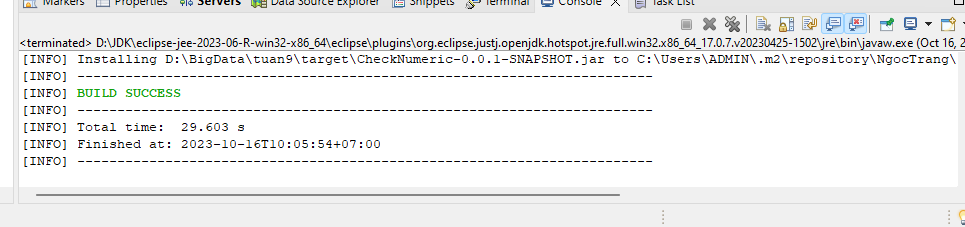 Markers Properties Servers Data Source Explorer Snippets Terminal Console Task List
<terminated> D:\JDK\eclipse-jee-2023-06-R-win32-x86_64\eclipse\plugins\org.eclipse.justj.openjdk.hotspot.jre.full.win32.x86_64_17.0.7.v20230425-1502\jre\bin\javaw.exe (Oct 16, 2
[INFO] Installing D:\BigData\tuan9\target\CheckNumeric-0.0.1-SNAPSHOT.jar to C:\Users\ADMIN\.m2\repository\NgocTrang\
[INFO] ------------------------------------------------------------------------
[INFO] BUILD SUCCESS
[INFO] ------------------------------------------------------------------------
[INFO] Total time:  29.603 s
[INFO] Finished at: 2023-10-16T10:05:54+07:00
[INFO] ------------------------------------------------------------------------